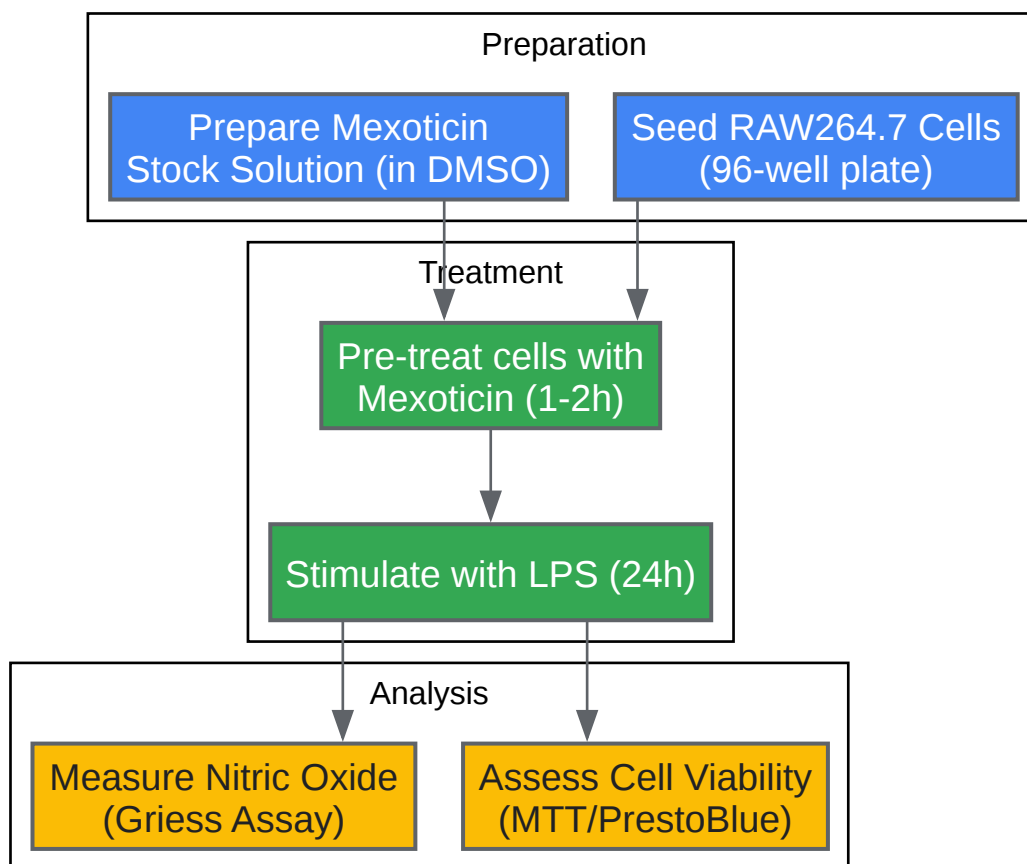 Preparation
Prepare Mexoticin
Stock Solution (in DMSO)
Seed RAW264.7 Cells
(96-well plate)
Treatment
Pre-treat cells with
Mexoticin (1-2h)
Stimulate with LPS (24h)
Analysis
Measure Nitric Oxide
(Griess Assay)
Assess Cell Viability
(MTT/PrestoBlue)